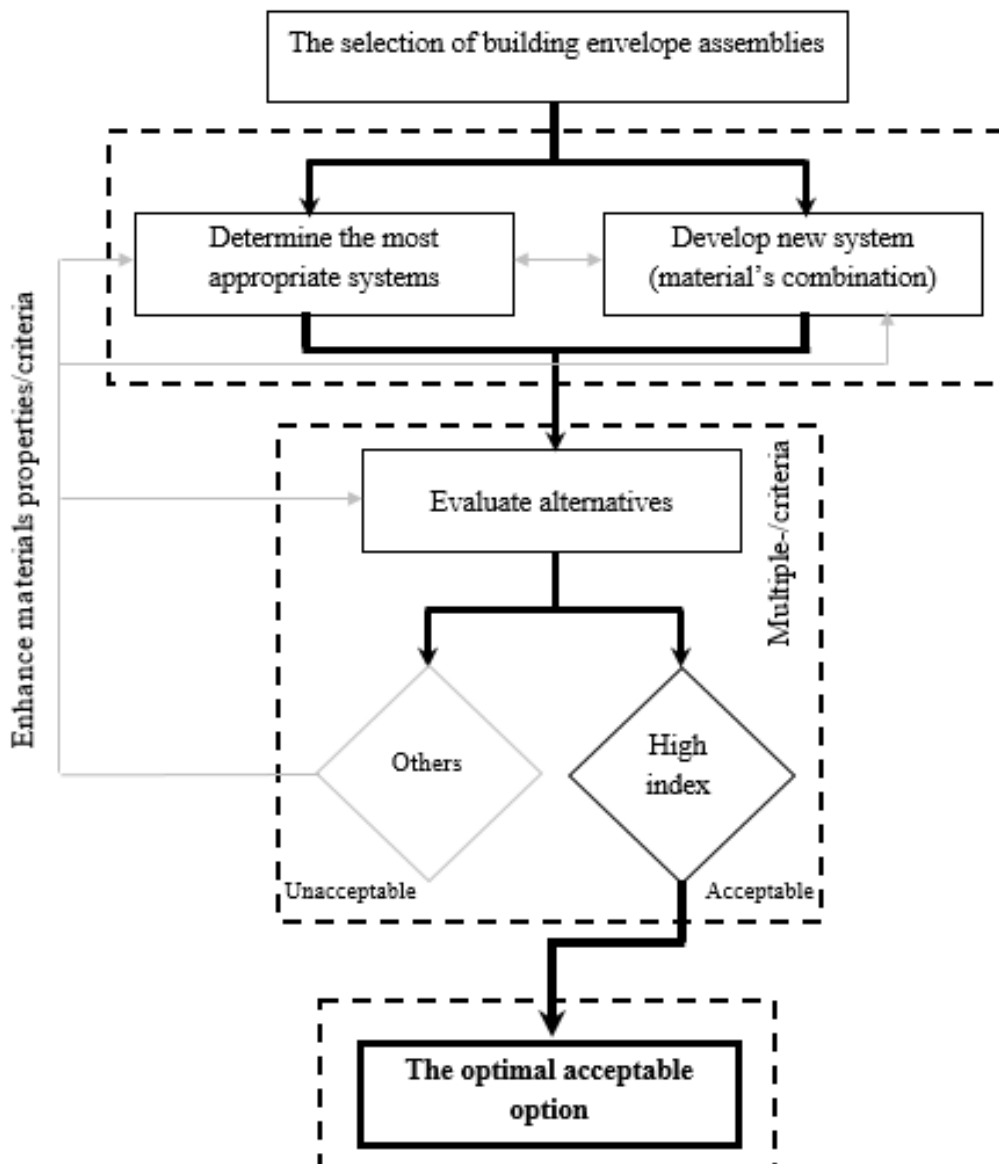 The selection of building envelope assemblies
Determine the most
appropriate systems
Develop new system
(material’s combination)
Enhance materials properties/criteria
Evaluate alternatives
Multiple-/criteria
Others
High
index
Unacceptable
Acceptable
The optimal acceptable
option